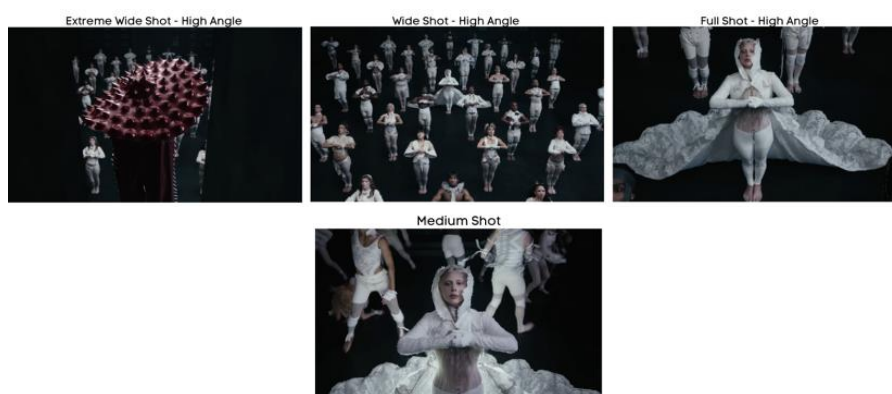 Extreme Wide Shot - High Angle
Wide Shot - High Angle
Full Shot - High Angle
Medium Shot